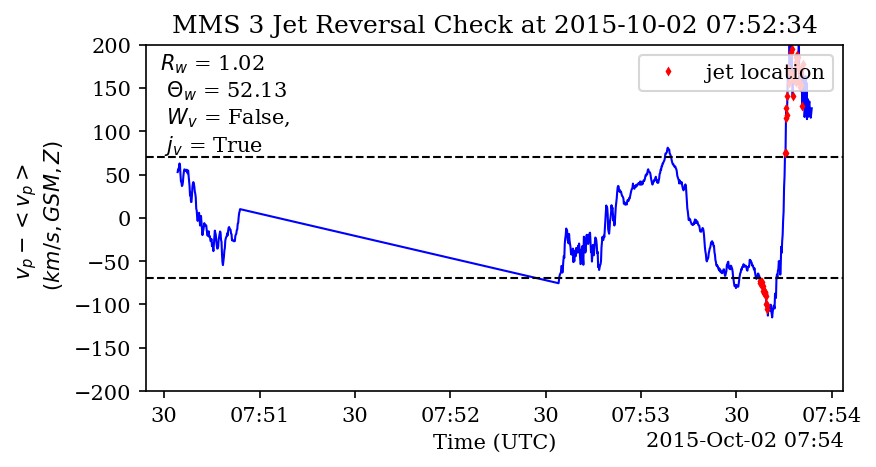 MMS 3 Jet Reversal Check at 2015-10-02 07:52:34
R_w = 1.02
Θ_w = 52.13
W_v = False,
j_v = True
jet location
200
150
100
50
0
−50
−100
−150
−200
v_p − < v_p >
(km/s, GSM, Z)
30 07:51 30 07:52 30 07:53 30 07:54
Time (UTC)
2015-Oct-02 07:54